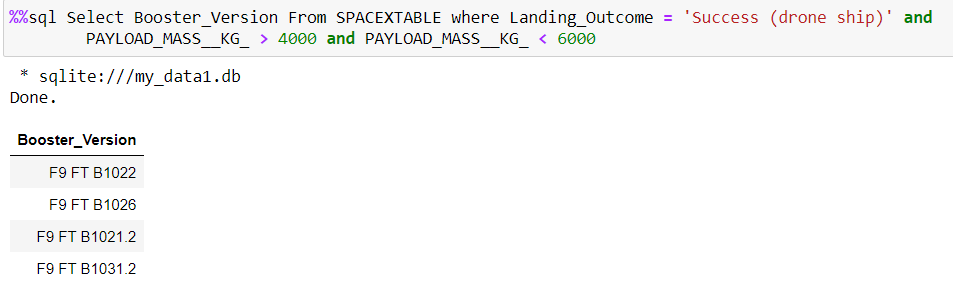 %%sql Select Booster_Version From SPACEXTABLE where Landing_Outcome = 'Success (drone ship)' and
PAYLOAD_MASS__KG_ > 4000 and PAYLOAD_MASS__KG_ < 6000
* sqlite:///my_data1.db
Done.
Booster_Version
F9 FT B1022
F9 FT B1026
F9 FT B1021.2
F9 FT B1031.2